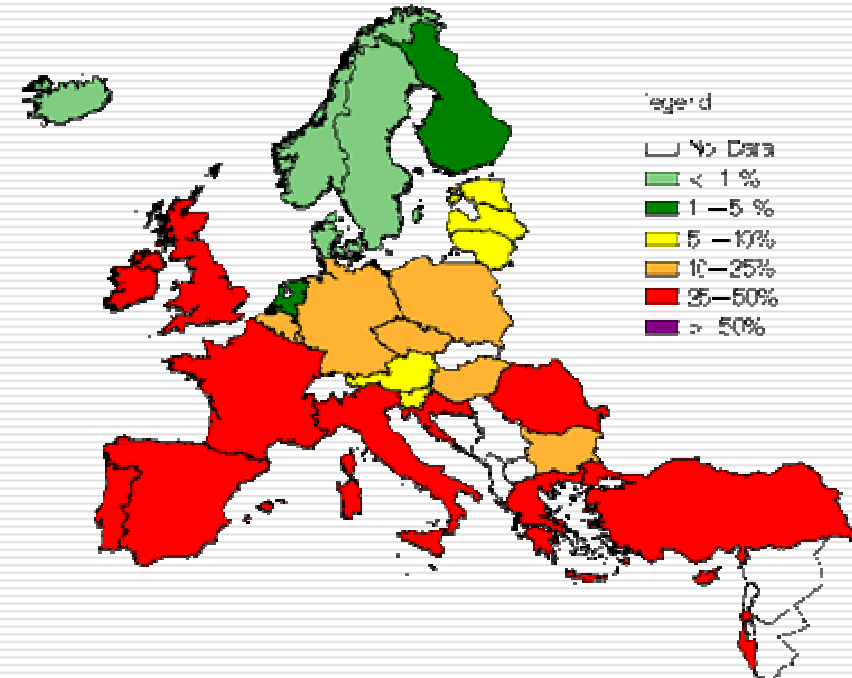 legend
No Data
< 1 %
1 —5 %
5 —10%
10—25%
25—50%
> 50%